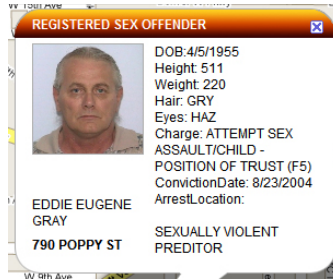 W 15th Ave
REGISTERED SEX OFFENDER
DOB:4/5/1955
Height: 511
Weight: 220
Hair: GRY
Eyes: HAZ
Charge: ATTEMPT SEX
ASSAULT/CHILD -
POSITION OF TRUST (F5)
ConvictionDate: 8/23/2004
ArrestLocation:
EDDIE EUGENE
GRAY
SEXUALLY VIOLENT
PREDITOR
790 POPPY ST
W 9th Ave